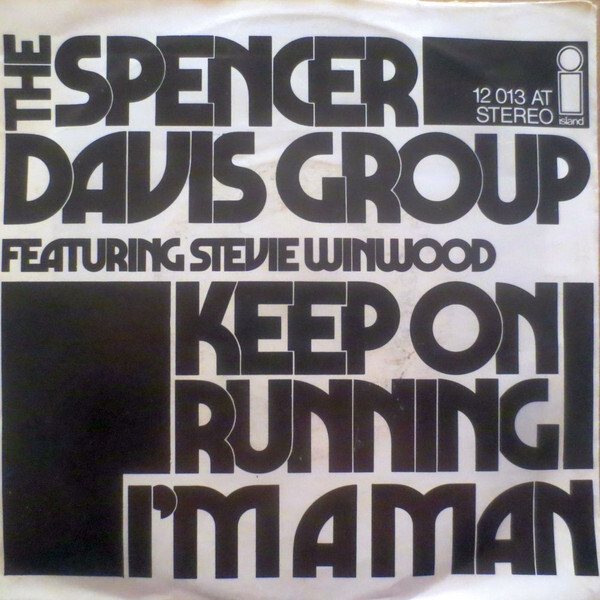 THE SPENCER
DAVIS GROUP
12 013 AT
STEREO
island
FEATURING STEVIE WINWOOD
KEEP ON
RUNNING
I'M A MAN